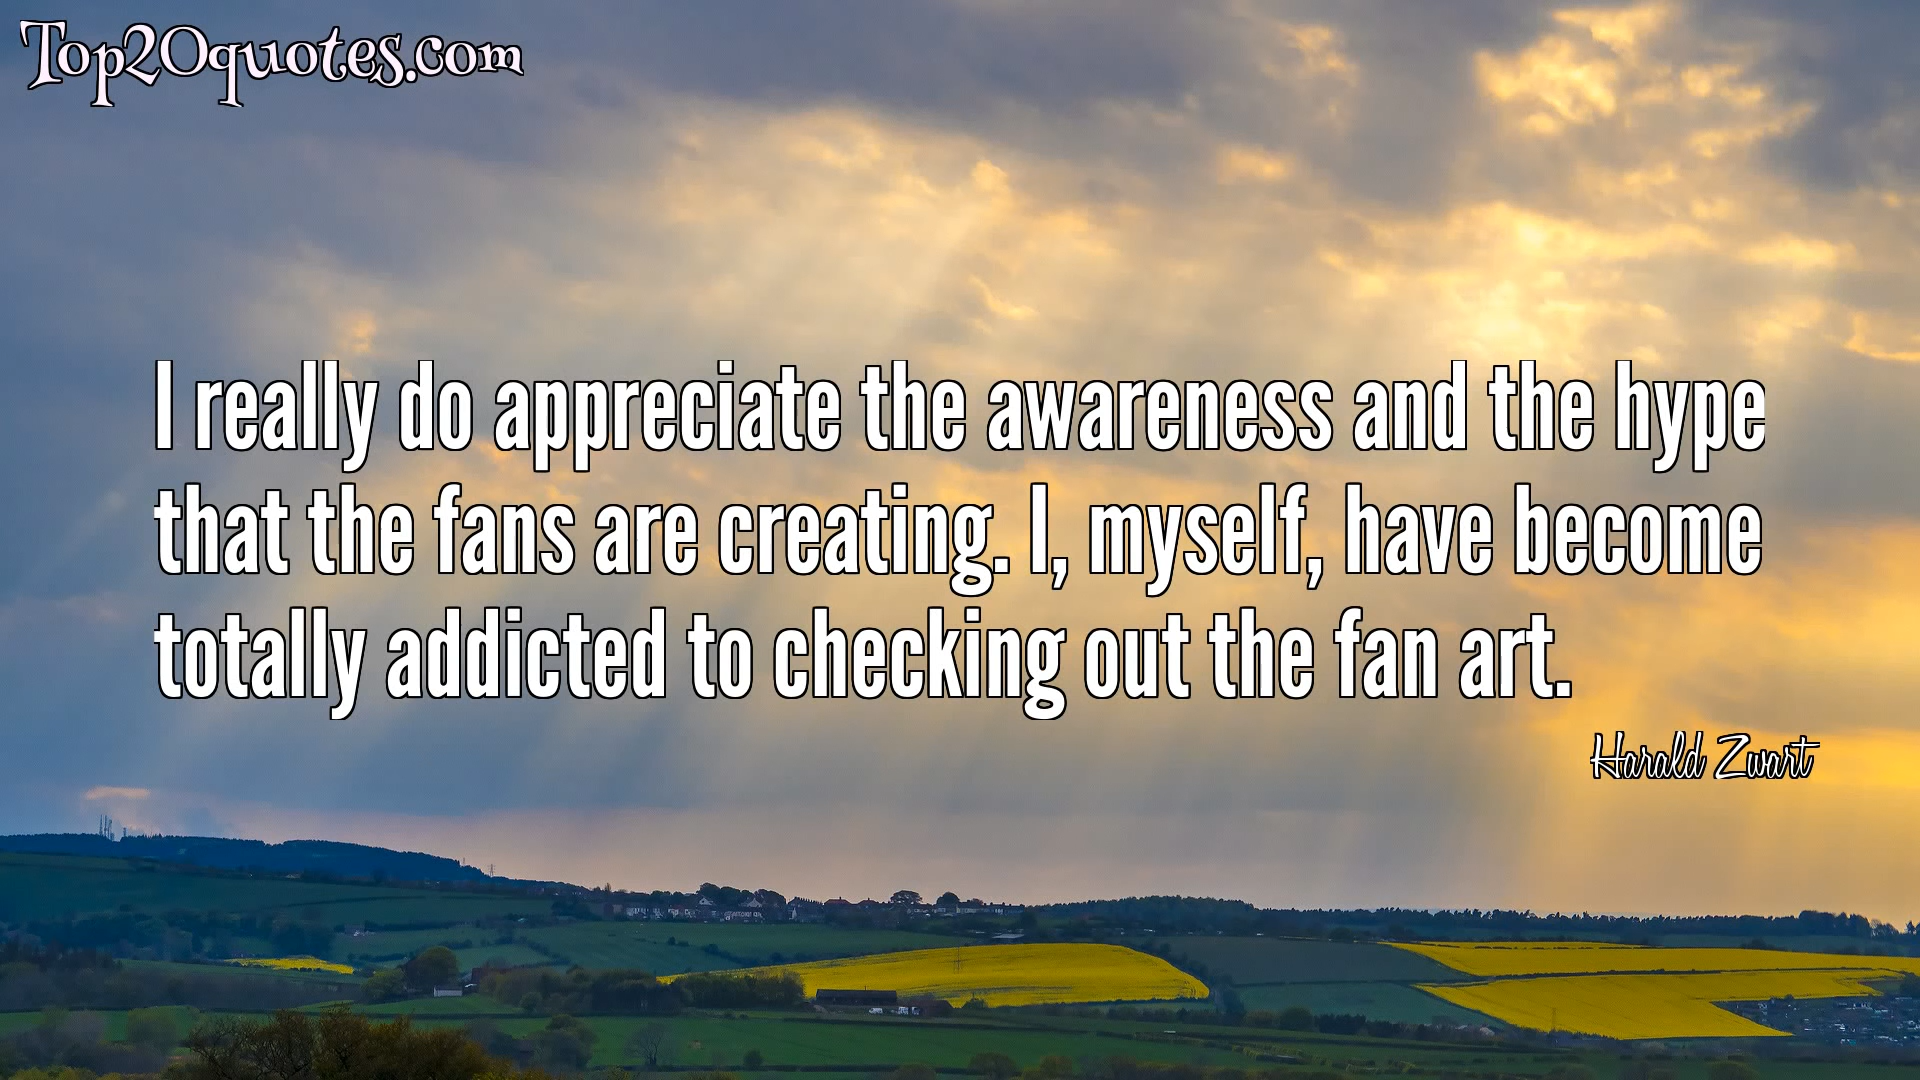 Top20quotes.com
I really do appreciate the awareness and the hype
that the fans are creating. I, myself, have become
totally addicted to checking out the fan art.
Harald Zwart